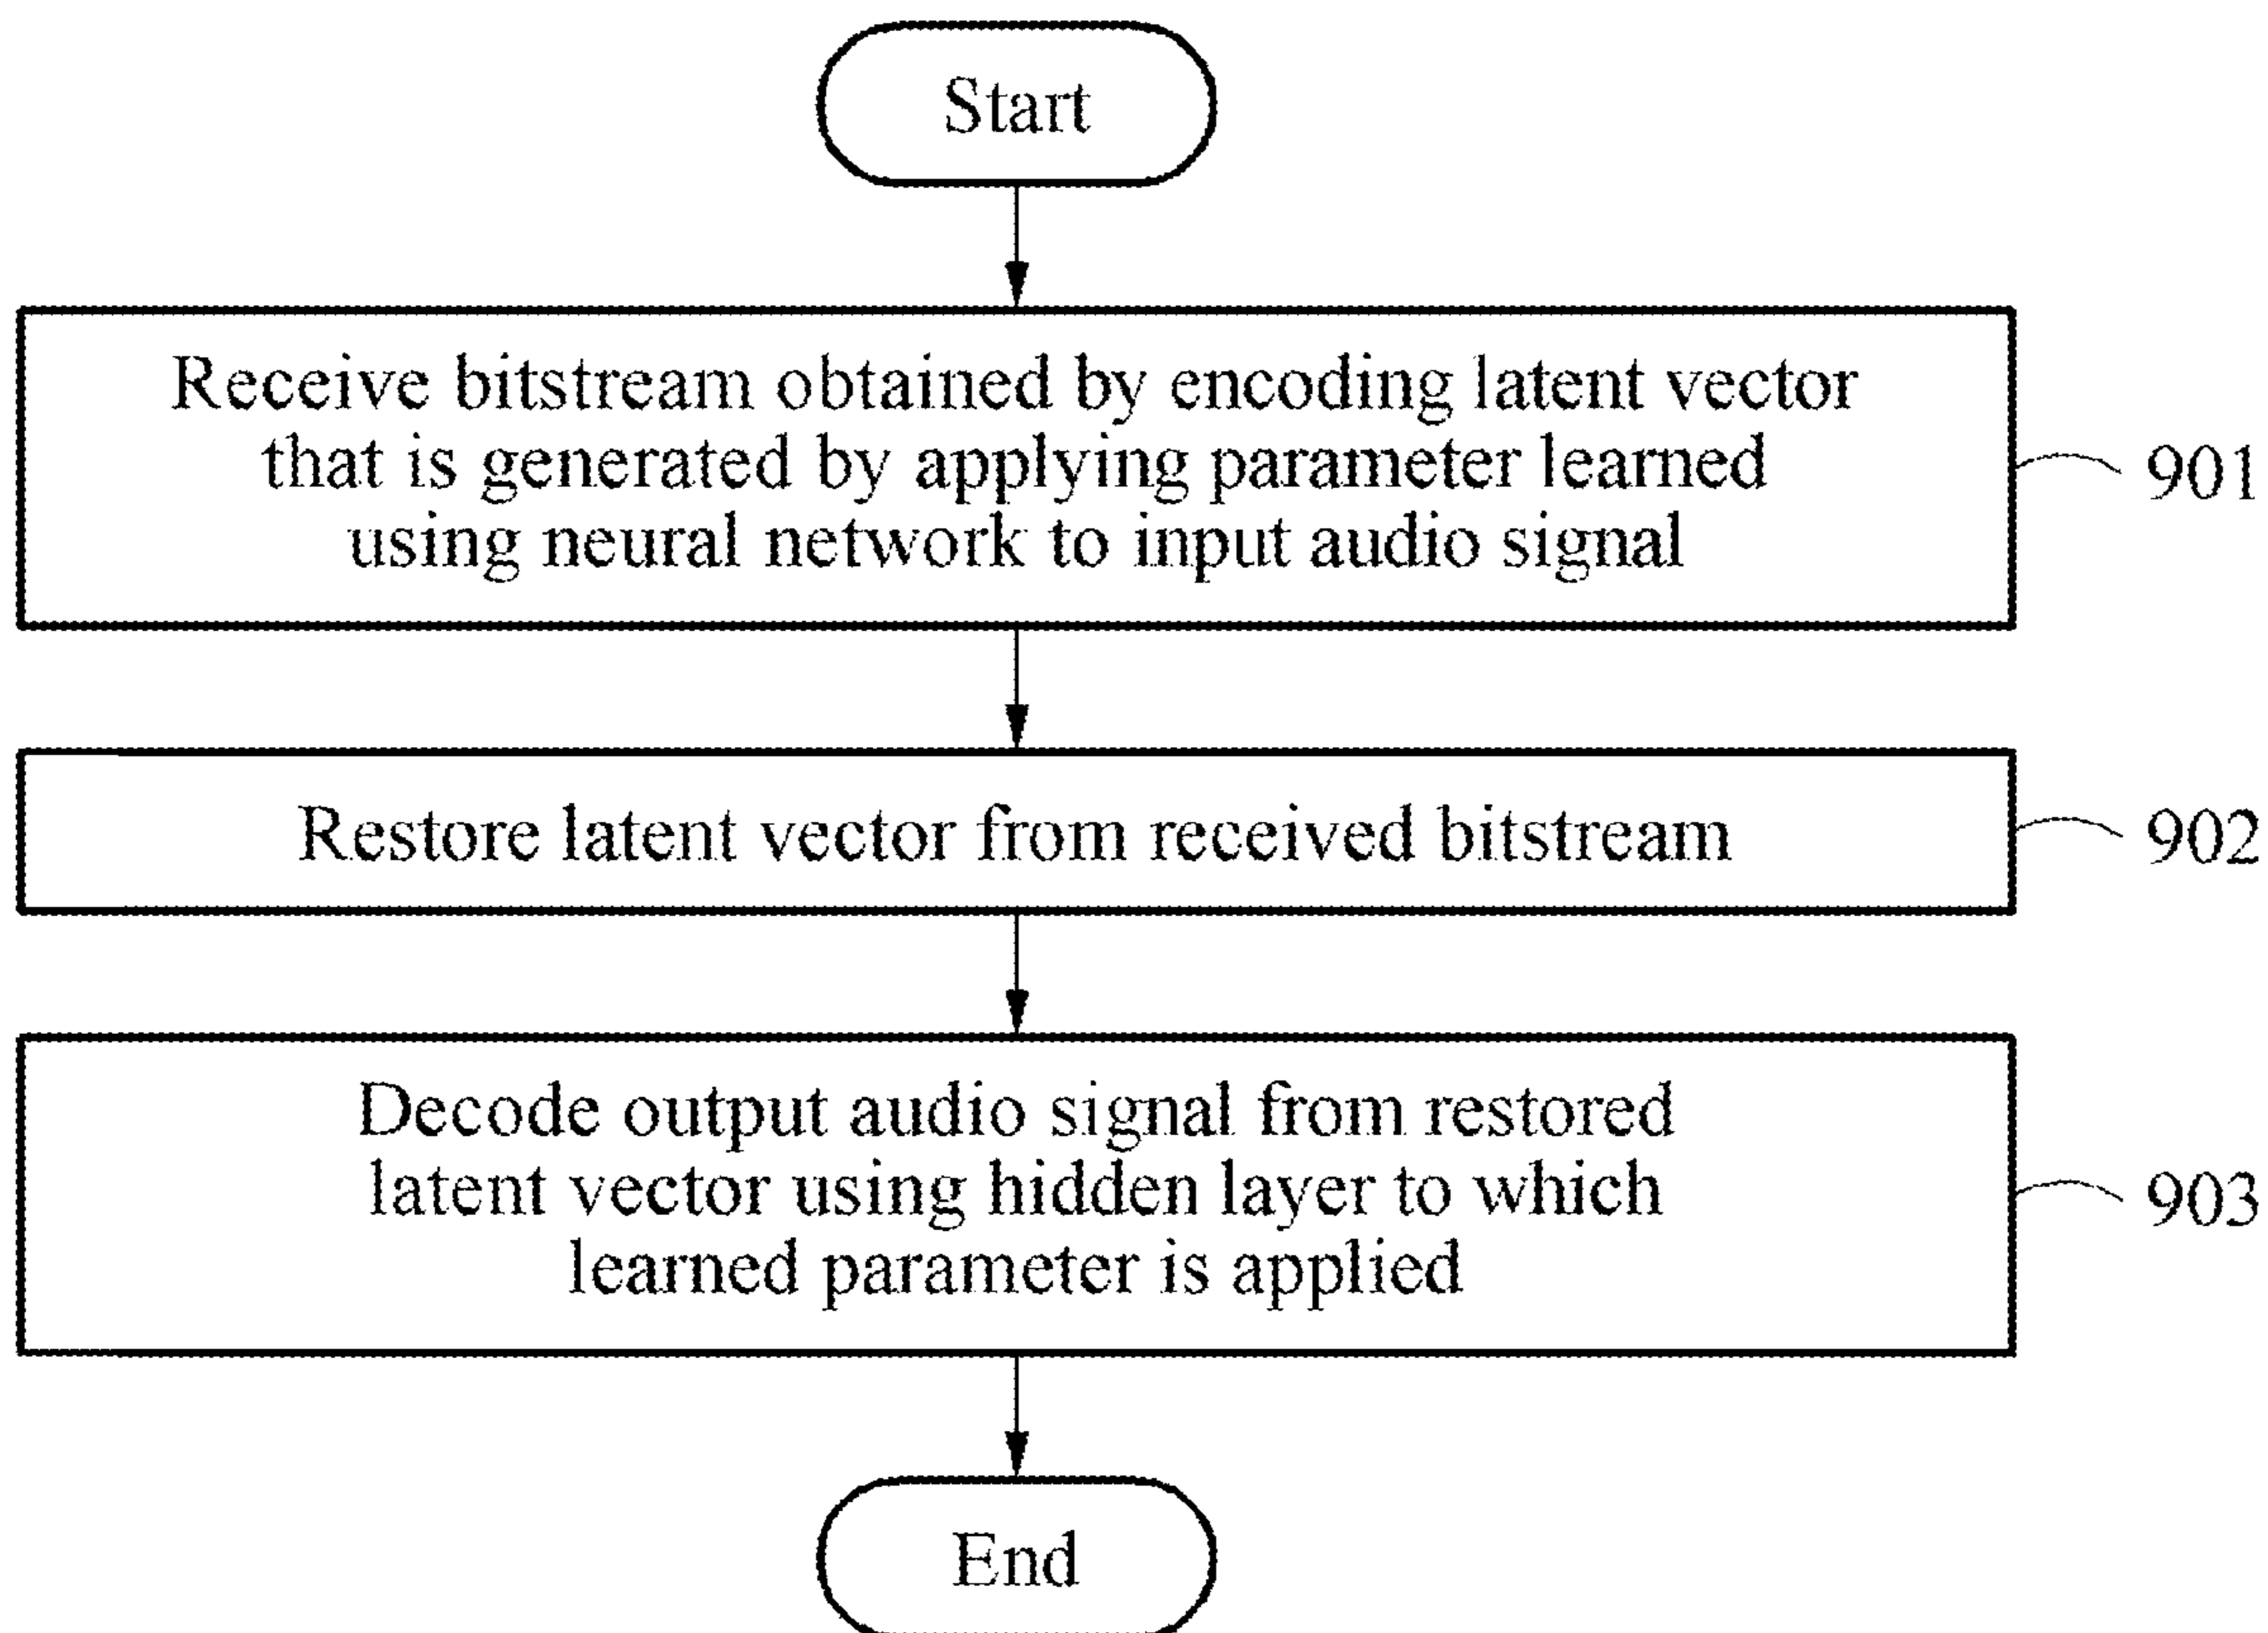 Start
Receive bitstream obtained by encoding latent vector
that is generated by applying parameter learned
using neural network to input audio signal
901
Restore latent vector from received bitstream
902
Decode output audio signal from restored
latent vector using hidden layer to which
learned parameter is applied
903
End